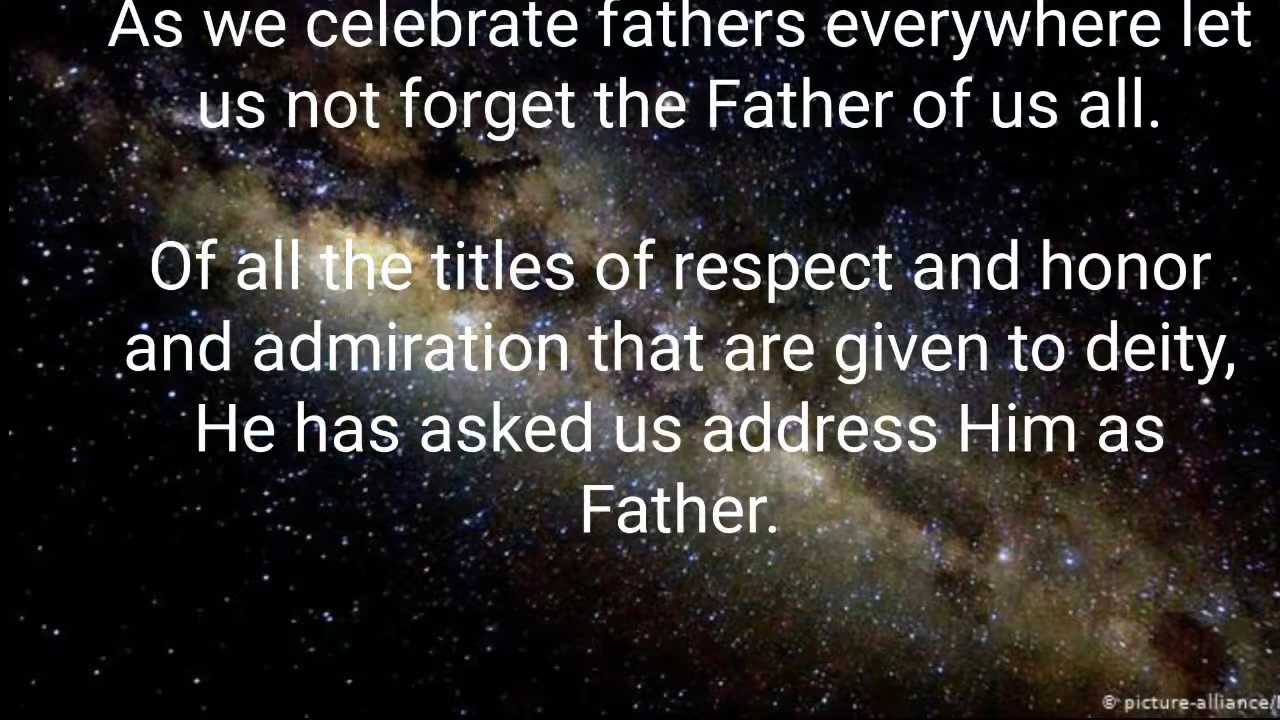 As we celebrate fathers everywhere let
us not forget the Father of us all.
Of all the titles of respect and honor
and admiration that are given to deity,
He has asked us address Him as
Father.
© picture-alliance/